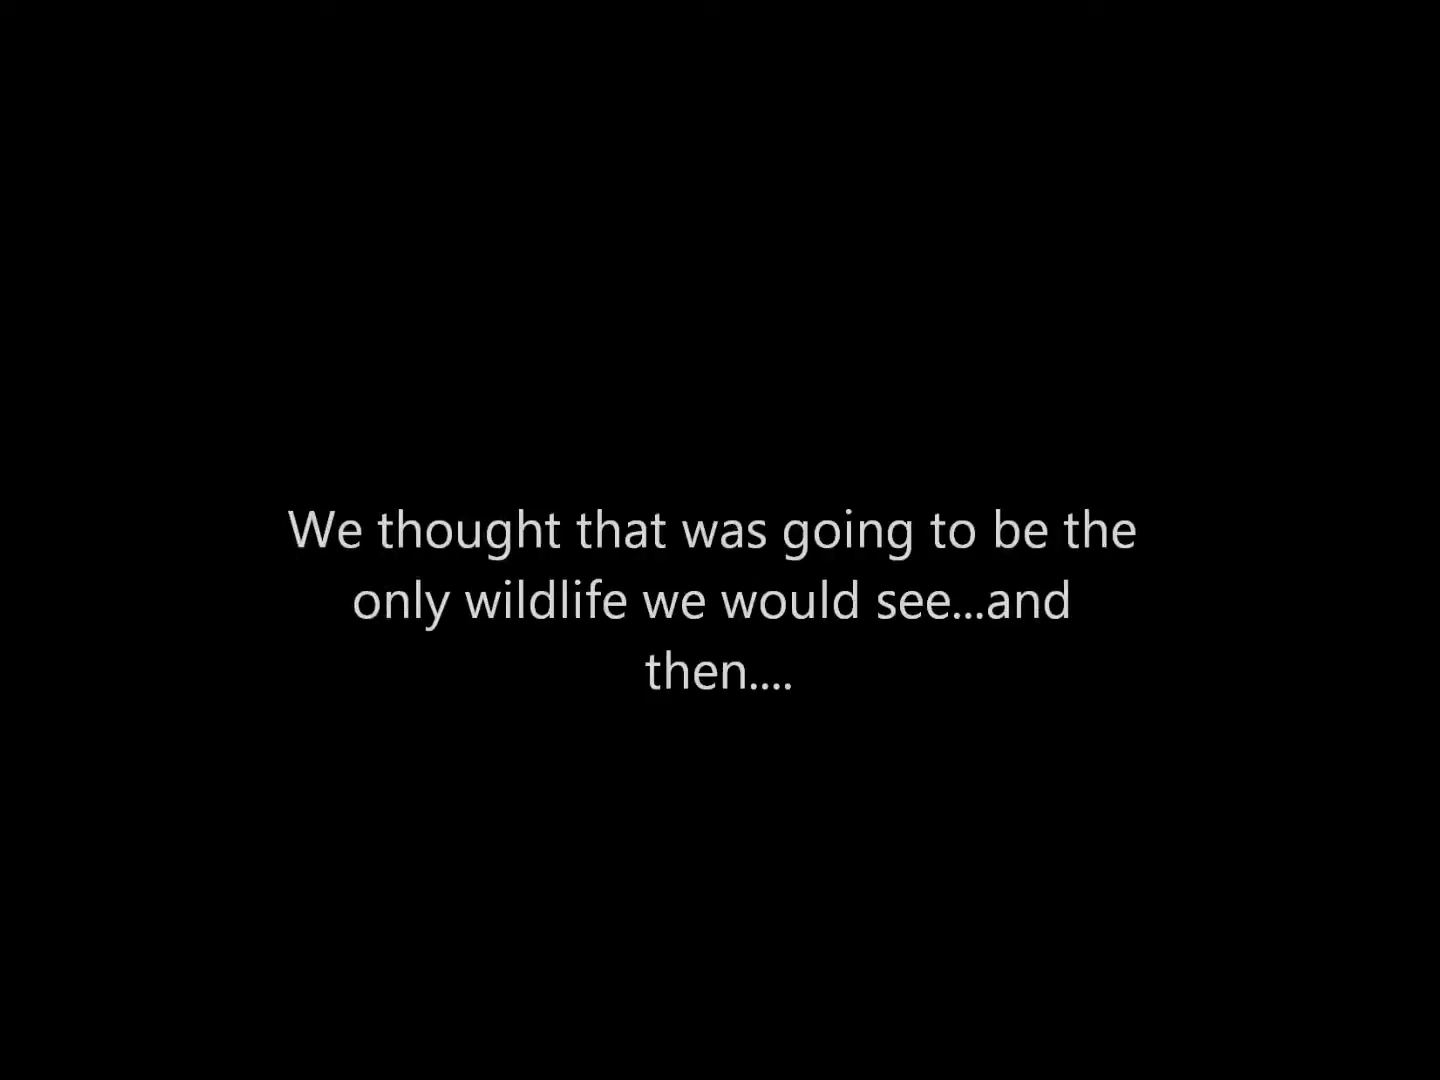 We thought that was going to be the
only wildlife we would see...and
then....